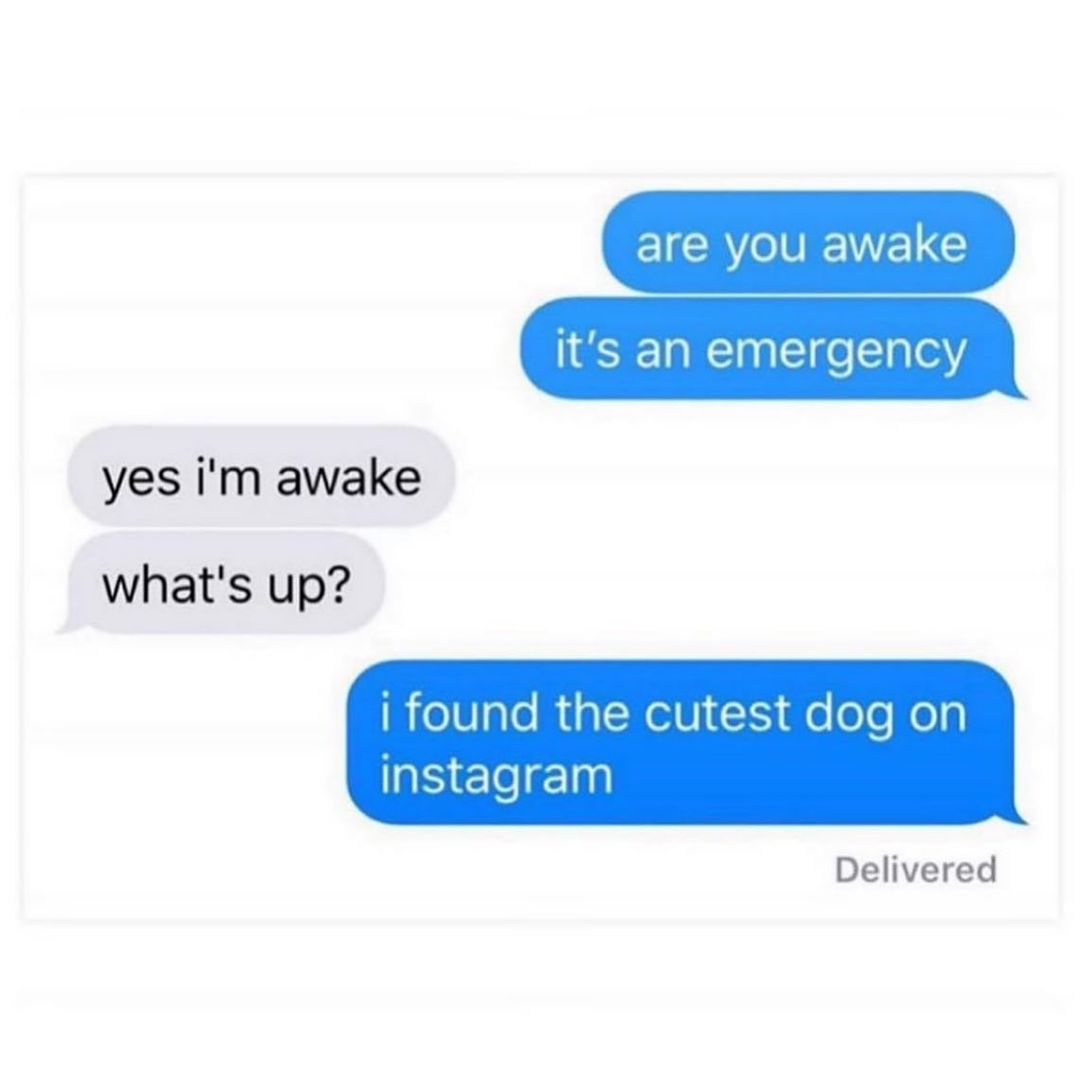 are you awake
it’s an emergency
yes i'm awake
what's up?
i found the cutest dog on
instagram
Delivered